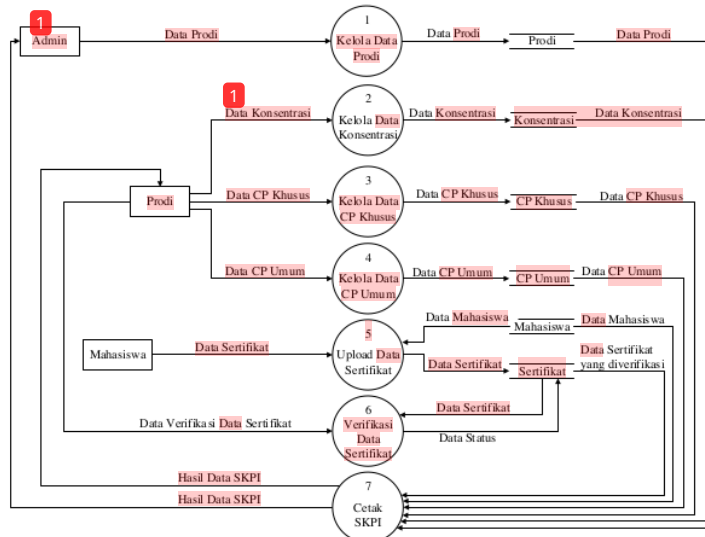 1
Admin
Data Prodi
1
Kelola Data
Prodi
Data Prodi
Prodi
Data Prodi
1
Data Konsentrasi
2
Kelola Data
Konsentrasi
Data Konsentrasi
Konsentrasi
Data Konsentrasi
Prodi
Data CP Khusus
3
Kelola Data
CP Khusus
Data CP Khusus
CP Khusus
Data CP Khusus
Data CP Umum
4
Kelola Data
CP Umum
Data CP Umum
CP Umum
Data CP Umum
Mahasiswa
Data Sertifikat
5
Upload Data
Sertifikat
Data Mahasiswa
Mahasiswa
Data Mahasiswa
Data Sertifikat
Sertifikat
Data Sertifikat
yang diverifikasi
Data Verifikasi Data Sertifikat
6
Verifikasi
Data
Sertifikat
Data Sertifikat
Data Status
Hasil Data SKPI
Hasil Data SKPI
7
Cetak
SKPI